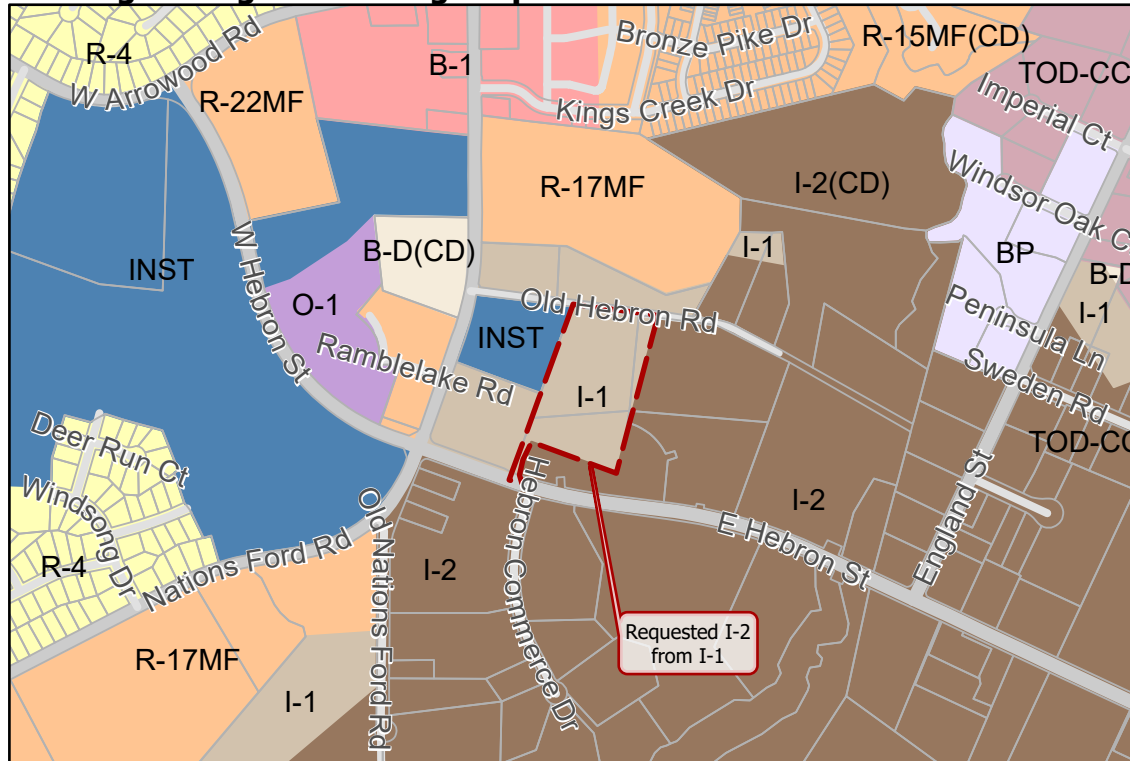 R-4
W Arrowood Rd
R-22MF
B-1
Bronze Pike Dr
R-15MF(CD)
TOD-CC
Kings Creek Dr
Imperial Ct
R-17MF
I-2(CD)
Windsor Oak C
INST
W Hebron St
B-D(CD)
I-1
BP
B-D
O-1
Old Hebron Rd
I-1
Peninsula Ln
INST
Ramblelake Rd
I-1
Sweden Rd
TOD-CC
Deer Run Ct
Windsong Dr
R-4
Nations Ford Rd
Old Nations Ford Rd
I-2
Hebron Commerce Dr
E Hebron St
I-2
England St
Requested I-2
from I-1
R-17MF
I-1